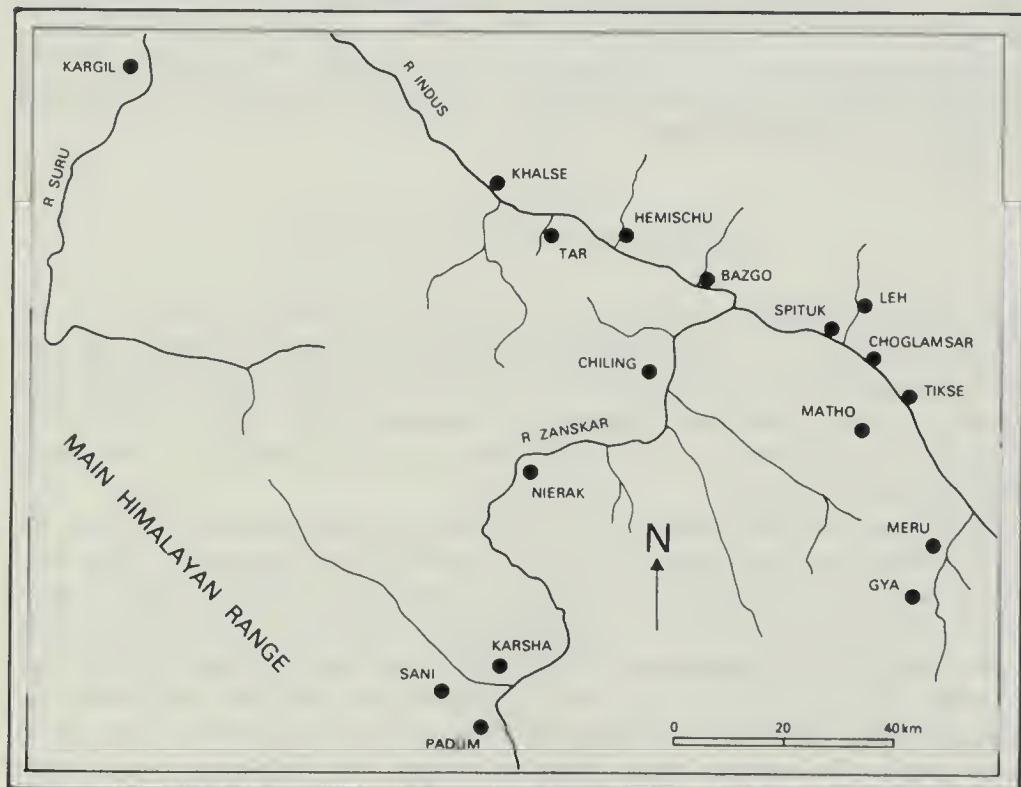 KARGIL
R INDUS
R SURU
KHALSE
HEMISCHU
TAR
BAZGO
LEH
SPITUK
CHOGLAMSAR
CHILING
TIKSE
MATHO
R ZANSKAR
MAIN HIMALAYAN RANGE
NIERAK
N
MERU
GYA
KARSHA
SANI
PADUM
0 20 40 km